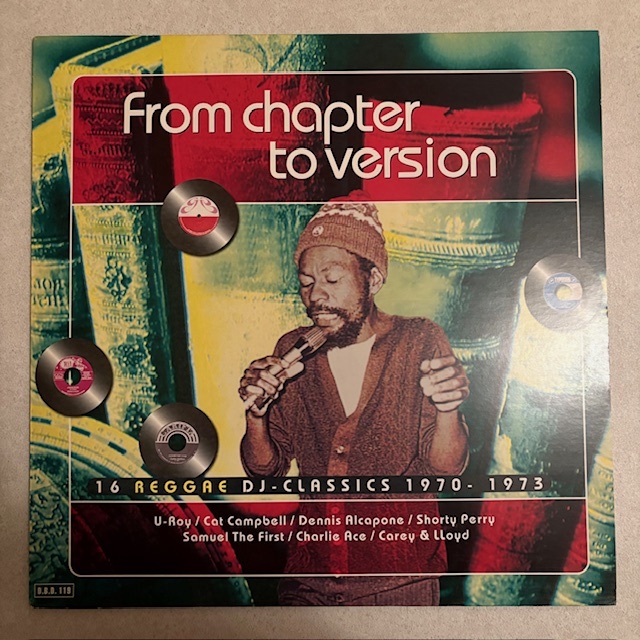 From chapter
to version
16 REGGAE DJ-CLASSICS 1970- 1973
U-Roy / Cat Campbell / Dennis Alcapone / Shorty Perry
Samuel The First / Charlie Ace / Carey & LLoyd